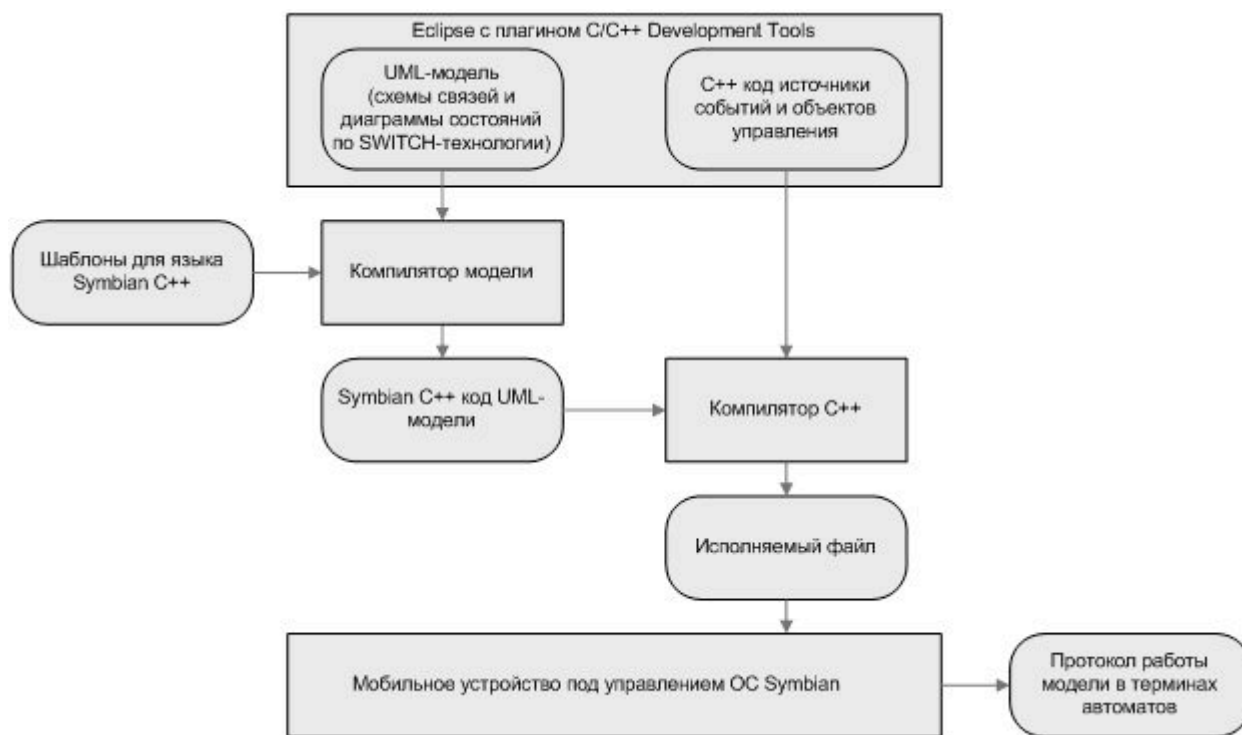 Eclipse с плагином C/C++ Development Tools
UML-модель
(схемы связей и
диаграммы состояний
по SWITCH-технологии)
C++ код источники
событий и объектов
управления
Шаблоны для языка
Symbian C++
Компилятор модели
Symbian C++ код UML-
модели
Компилятор C++
Исполняемый файл
Мобильное устройство под управлением ОС Symbian
Протокол работы
модели в терминах
автоматов